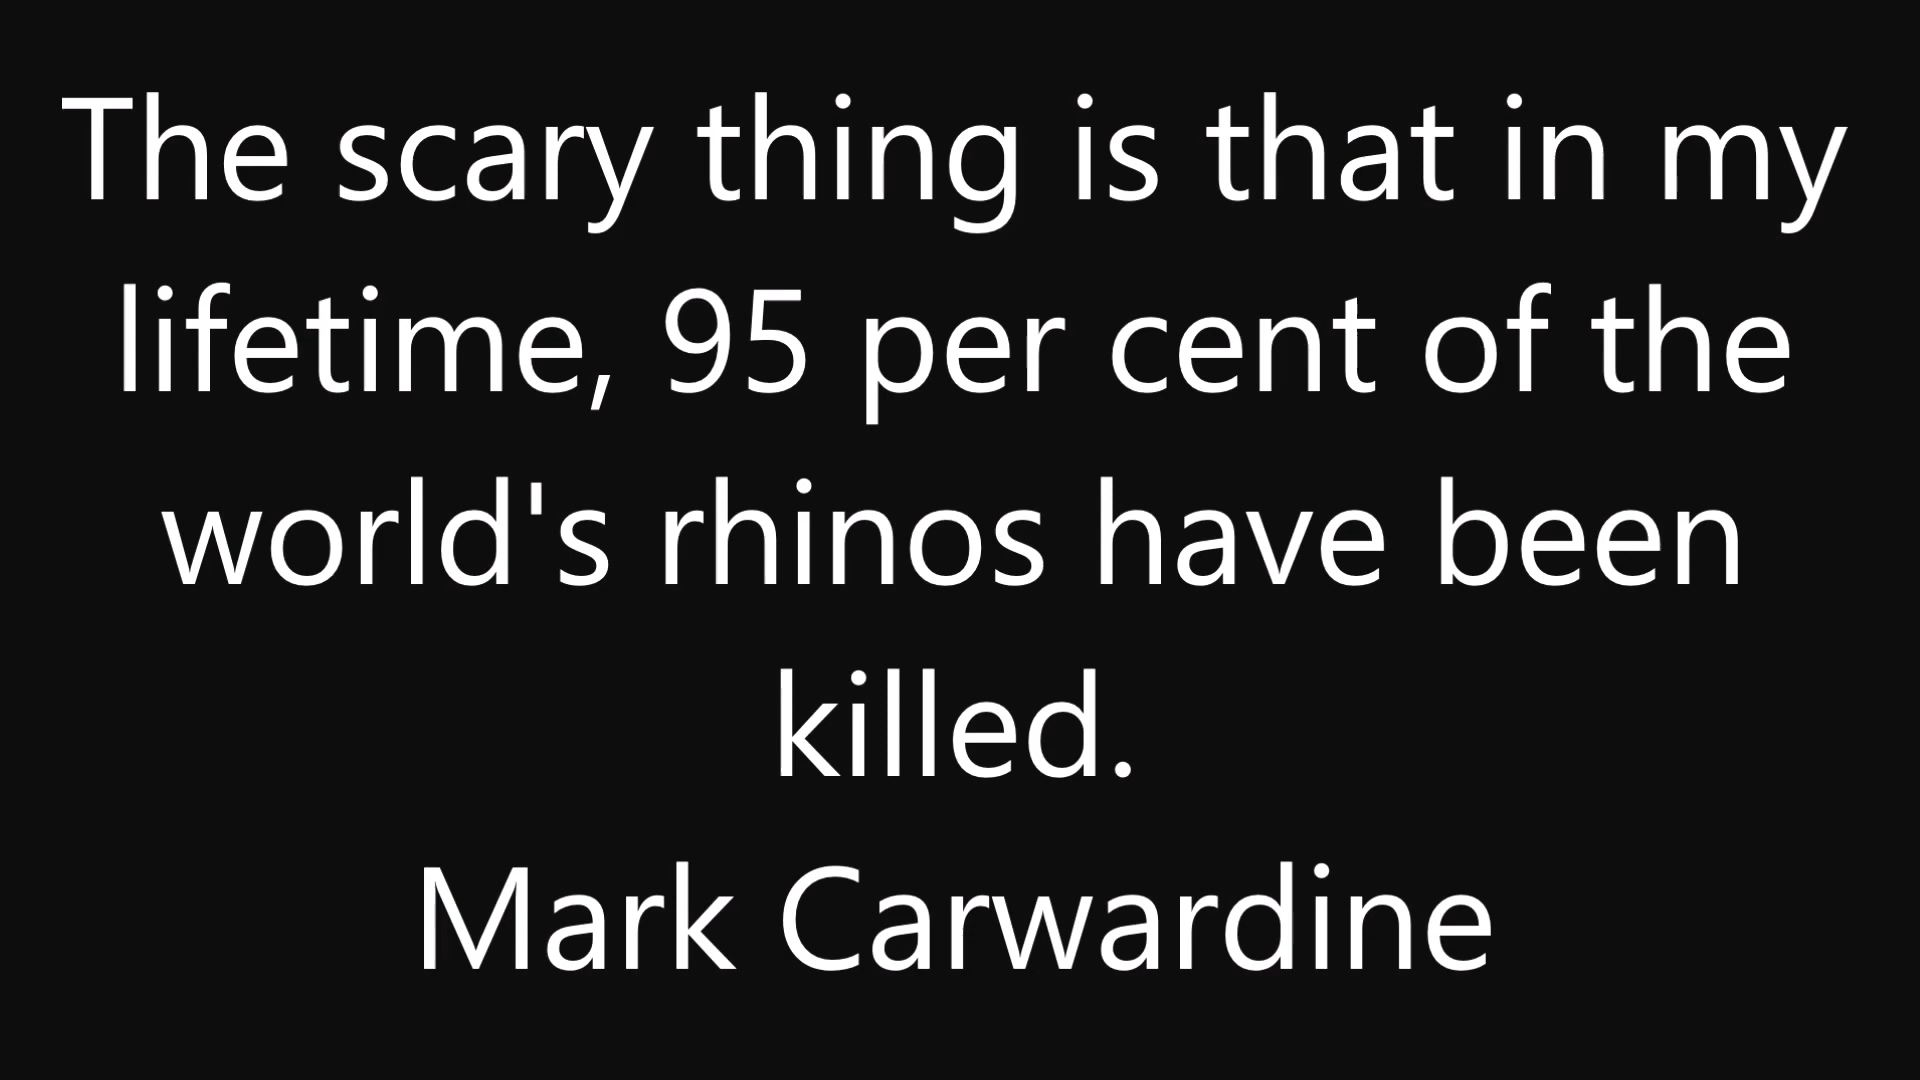 The scary thing is that in my
lifetime, 95 per cent of the
world's rhinos have been
killed.
Mark Carwardine